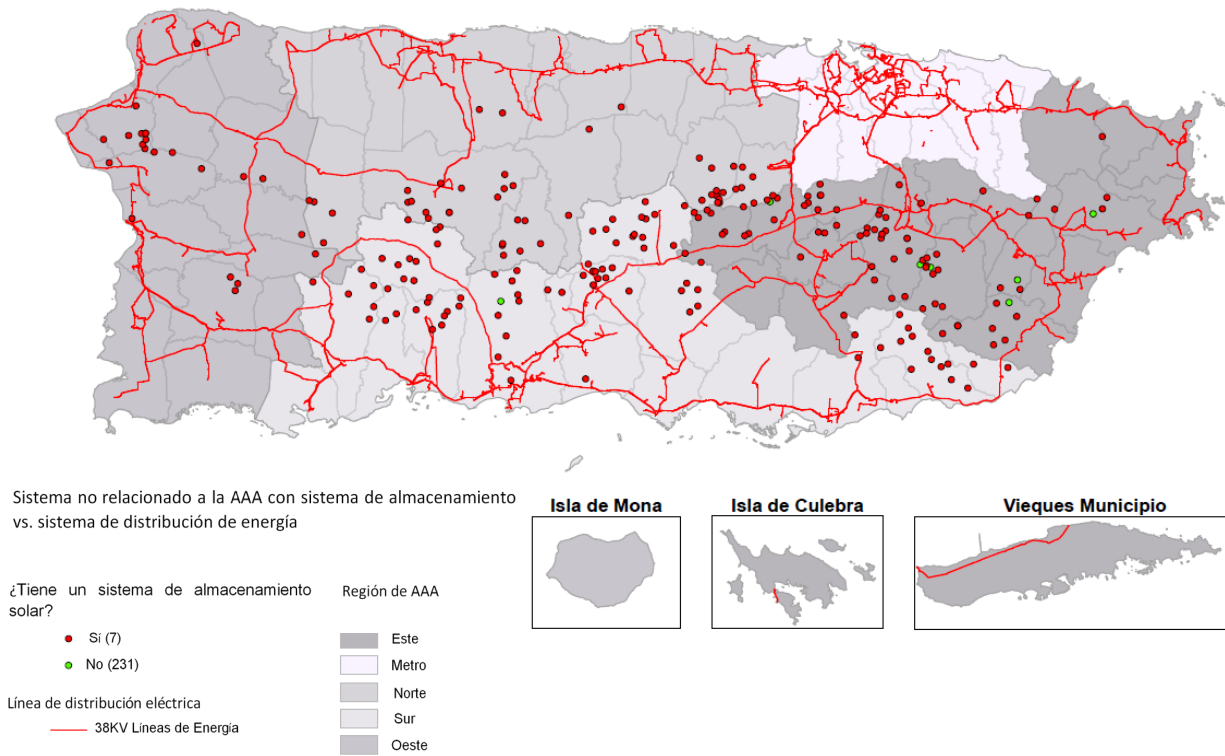 Sistema no relacionado a la AAA con sistema de almacenamiento
vs. sistema de distribución de energía
Isla de Mona
Isla de Culebra
Vieques Municipio
¿Tiene un sistema de almacenamiento
solar?
Sí (7)
No (231)
Línea de distribución eléctrica
38KV Líneas de Energía
Región de AAA
Este
Metro
Norte
Sur
Oeste